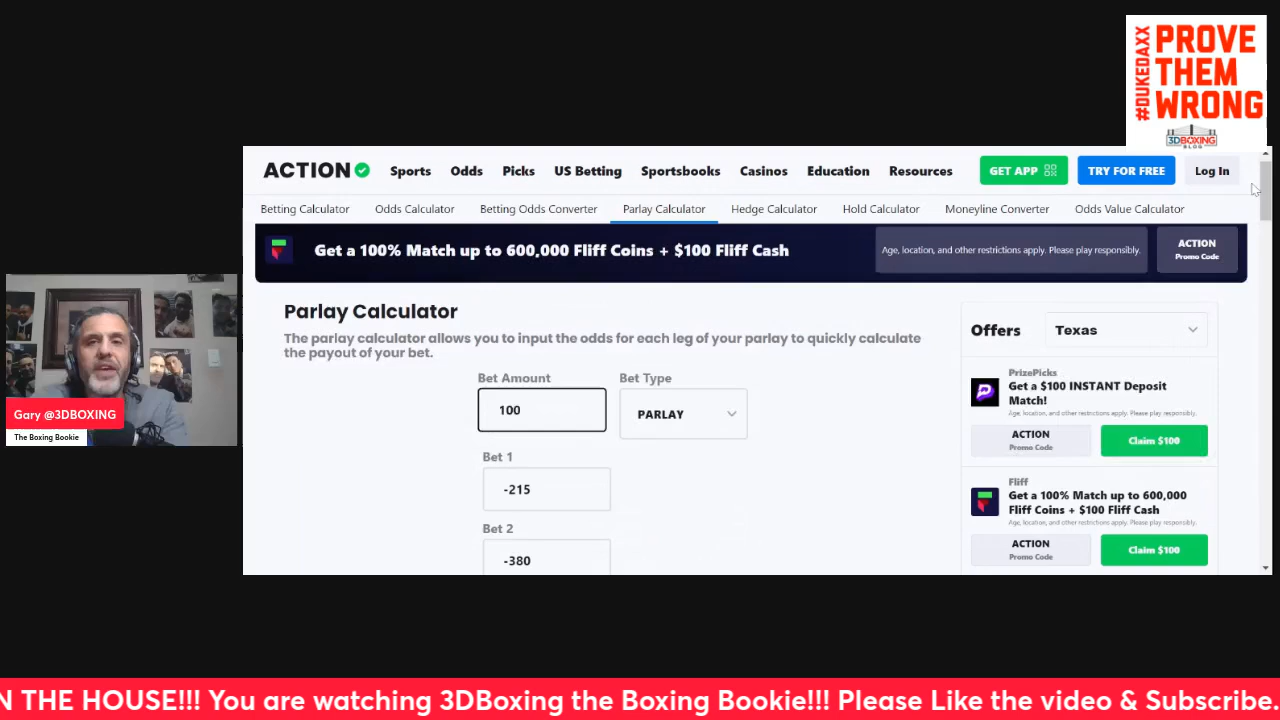 #DUKEDAXX
PROVE
THEM
WRONG
3DBOXING
BLOG
ACTION
Sports
Odds
Picks
US Betting
Sportsbooks
Casinos
Education
Resources
GET APP
TRY FOR FREE
Log In
Betting Calculator
Odds Calculator
Betting Odds Converter
Parlay Calculator
Hedge Calculator
Hold Calculator
Moneyline Converter
Odds Value Calculator
Get a 100% Match up to 600,000 Fliff Coins + $100 Fliff Cash
Age, location, and other restrictions apply. Please play responsibly.
ACTION
Promo Code
Parlay Calculator
The parlay calculator allows you to input the odds for each leg of your parlay to quickly calculate
the payout of your bet.
Bet Amount
Bet Type
100
PARLAY
Bet 1
-215
Bet 2
-380
Offers
Texas
PrizePicks
Get a $100 INSTANT Deposit
Match!
Age, location, and other restrictions apply. Please play responsibly.
ACTION
Promo Code
Claim $100
Fliff
Get a 100% Match up to 600,000
Fliff Coins + $100 Fliff Cash
Age, location, and other restrictions apply. Please play responsibly.
ACTION
Promo Code
Claim $100
Gary @3DBOXING
The Boxing Bookie
N THE HOUSE!!! You are watching 3DBoxing the Boxing Bookie!!! Please Like the video & Subscribe.